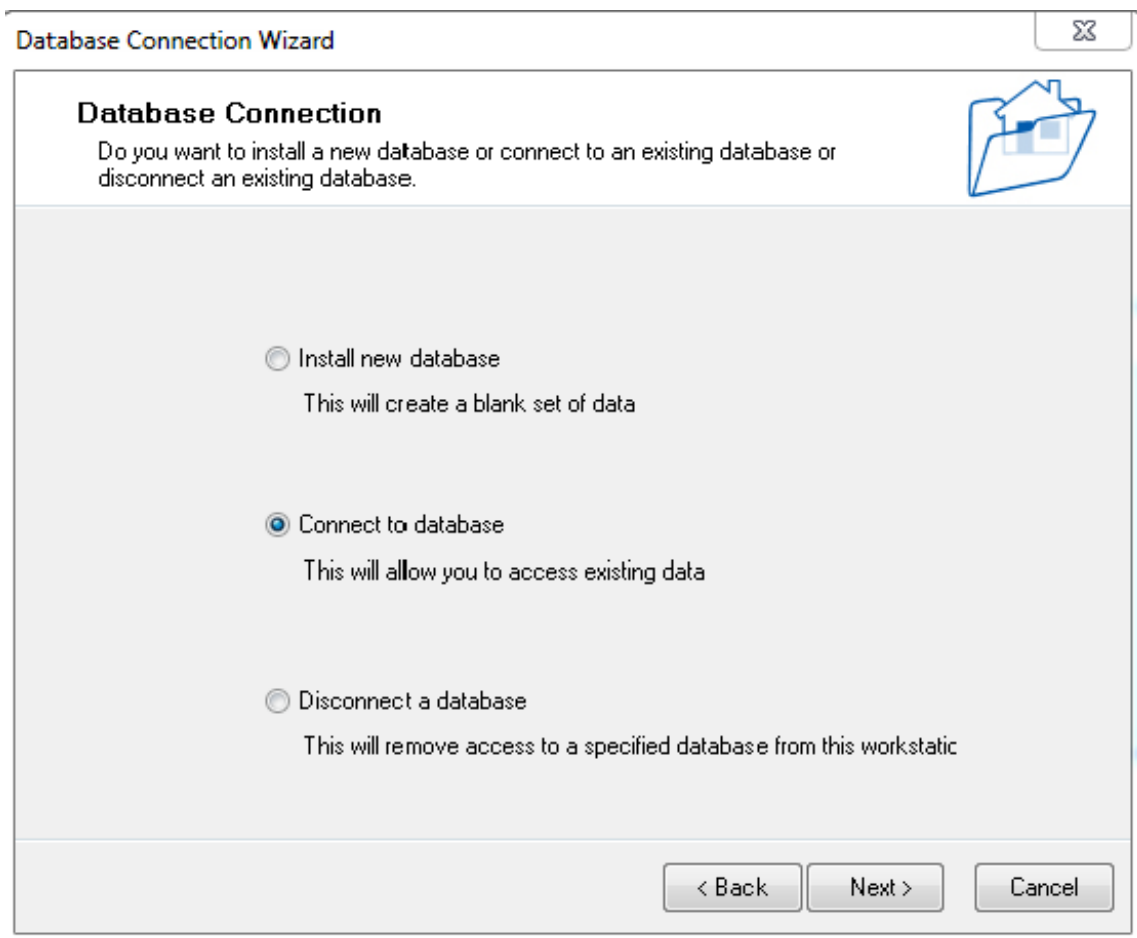 Database Connection Wizard
Database Connection
Do you want to install a new database or connect to an existing database or
disconnect an existing database.
Install new database
This will create a blank set of data
Connect to database
This will allow you to access existing data
Disconnect a database
This will remove access to a specified database from this workstatic
< Back
Next >
Cancel